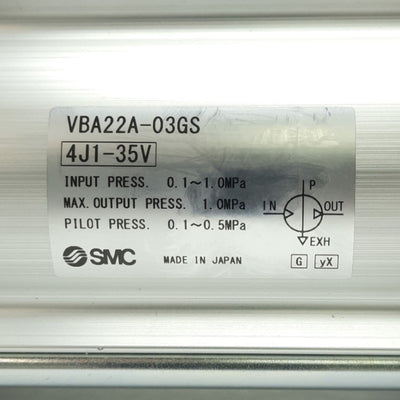 VBA22A-03GS
4J1-35V
INPUT PRESS. 0.1~1.0MPa
MAX.OUTPUT PRESS. 1.0MPa
PILOT PRESS. 0.1~0.5MPa
P
IN OUT
EXH
SMC MADE IN JAPAN G yX